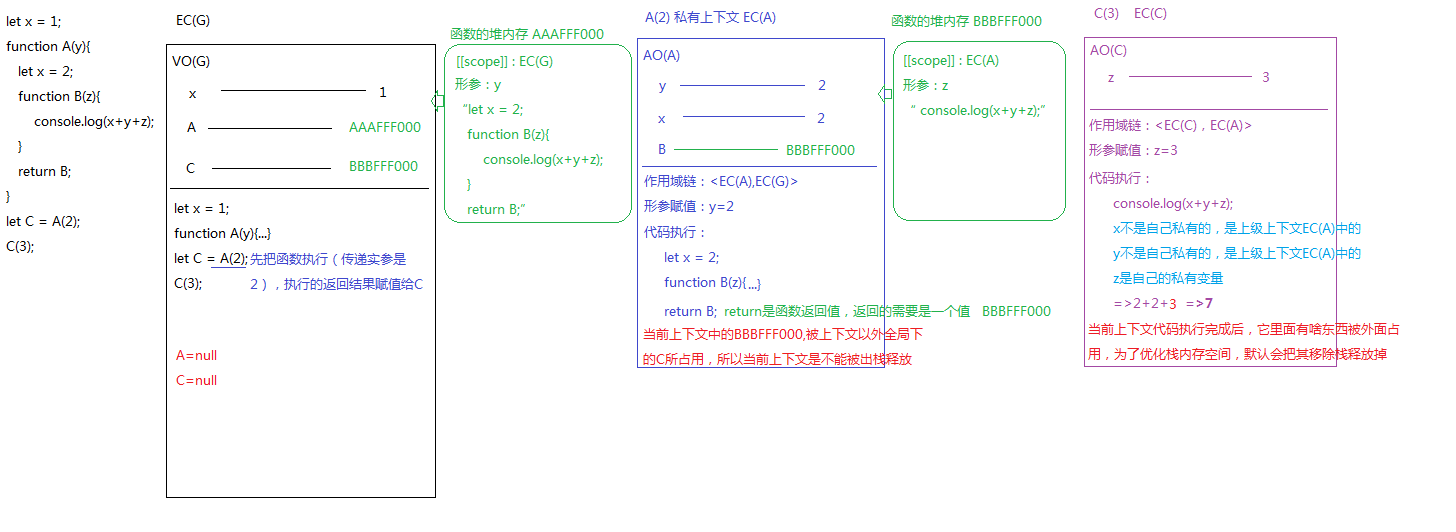 let x = 1;
function A(y){
let x = 2;
function B(z){
console.log(x+y+z);
}
return B;
}
let C = A(2);
C(3);
EC(G)
VO(G)
x 1
A AAAFFF000
C BBBFFF000
let x = 1;
function A(y){...}
let C = A(2); 先把函数执行（传递实参是
C(3); 2），执行的返回结果赋值给C
A=null
C=null
函数的堆内存 AAAFFF000
[[scope]] : EC(G)
形参：y
“let x = 2;
function B(z){
console.log(x+y+z);
}
return B;”
A(2) 私有上下文 EC(A)
AO(A)
y 2
x 2
B BBBFFF000
作用域链：<EC(A),EC(G)>
形参赋值：y=2
代码执行：
let x = 2;
function B(z){ ...}
return B; return是函数返回值，返回的需要是一个值 BBBFFF000
当前上下文中的BBBFFF000,被上下文以外全局下
的C所占用，所以当前上下文是不能被出栈释放
函数的堆内存 BBBFFF000
[[scope]] : EC(A)
形参：z
“ console.log(x+y+z);”
C(3) EC(C)
AO(C)
z 3
作用域链：<EC(C)，EC(A)>
形参赋值：z=3
代码执行：
console.log(x+y+z);
x不是自己私有的，是上级上下文EC(A)中的
y不是自己私有的，是上级上下文EC(A)中的
z是自己的私有变量
=>2+2+3 =>7
当前上下文代码执行完成后，它里面有啥东西被外面占
用，为了优化栈内存空间，默认会把其移除栈释放掉